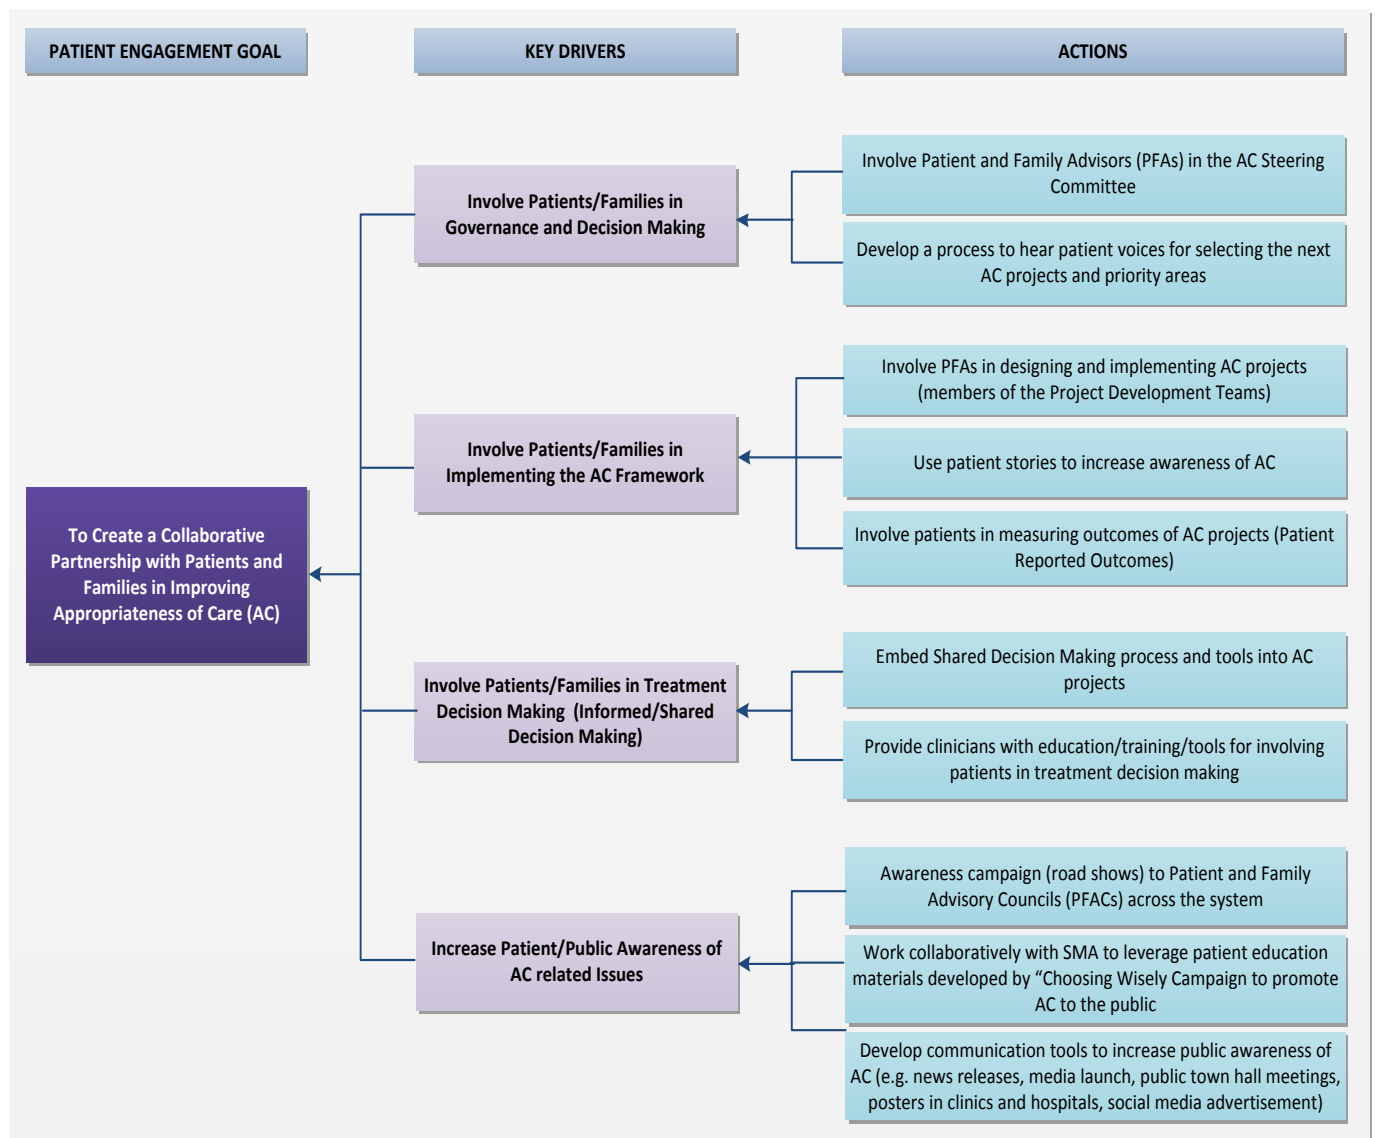 PATIENT ENGAGEMENT GOAL
KEY DRIVERS
ACTIONS
To Create a Collaborative
Partnership with Patients and
Families in Improving
Appropriateness of Care (AC)
Involve Patients/Families in
Governance and Decision Making
Involve Patient and Family Advisors (PFAs) in the AC Steering
Committee
Develop a process to hear patient voices for selecting the next
AC projects and priority areas
Involve Patients/Families in
Implementing the AC Framework
Involve PFAs in designing and implementing AC projects
(members of the Project Development Teams)
Use patient stories to increase awareness of AC
Involve patients in measuring outcomes of AC projects (Patient
Reported Outcomes)
Involve Patients/Families in Treatment
Decision Making (Informed/Shared
Decision Making)
Embed Shared Decision Making process and tools into AC
projects
Provide clinicians with education/training/tools for involving
patients in treatment decision making
Increase Patient/Public Awareness of
AC related Issues
Awareness campaign (road shows) to Patient and Family
Advisory Councils (PFACs) across the system
Work collaboratively with SMA to leverage patient education
materials developed by “Choosing Wisely Campaign to promote
AC to the public
Develop communication tools to increase public awareness of
AC (e.g. news releases, media launch, public town hall meetings,
posters in clinics and hospitals, social media advertisement)